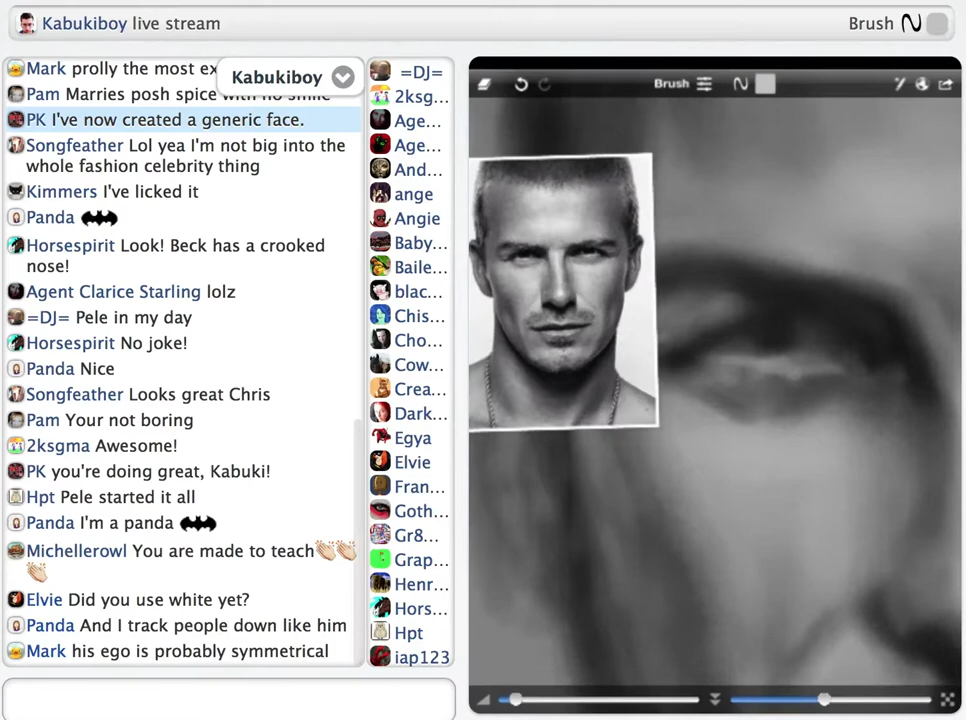 Kabukiboy live stream
Brush
Mark prolly the most ex
Kabukiboy
Pam Marries posh spice with no smile
PK I've now created a generic face.
Songfeather Lol yea I'm not big into the
whole fashion celebrity thing
Kimmers I've licked it
Panda
Horsespirit Look! Beck has a crooked
nose!
Agent Clarice Starling lolz
=DJ= Pele in my day
Horsespirit No joke!
Panda Nice
Songfeather Looks great Chris
Pam Your not boring
2ksgma Awesome!
PK you're doing great, Kabuki!
Hpt Pele started it all
Panda I'm a panda
Michellerowl You are made to teach👏👏
👏
Elvie Did you use white yet?
Panda And I track people down like him
Mark his ego is probably symmetrical
=DJ=
2ksg...
Age...
Age...
And...
ange
Angie
Baby...
Baile...
blac...
Chis...
Cho...
Cow...
Crea...
Dark...
Egya
Elvie
Fran...
Goth...
Gr8...
Grap...
Henr...
Hors...
Hpt
iap123
Brush